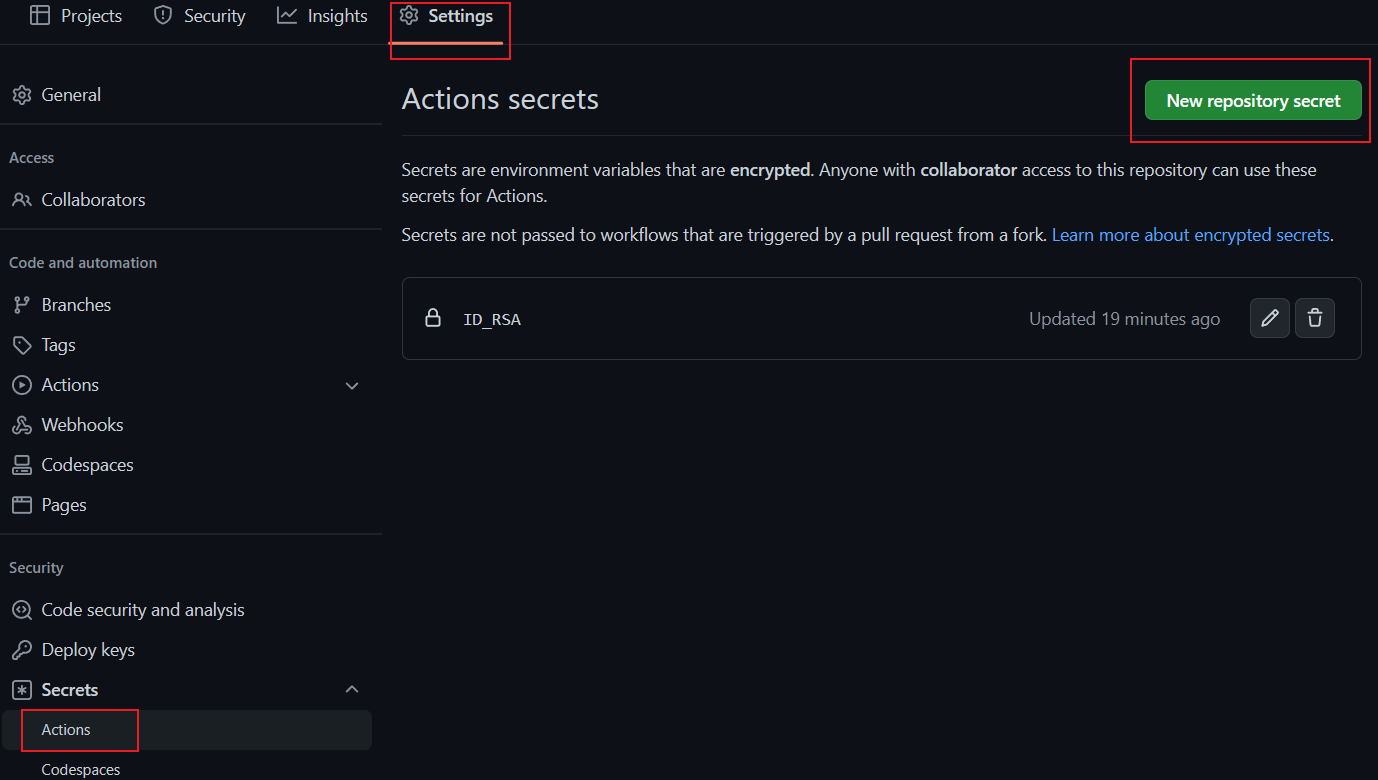 Projects
Security
Insights
Settings
General
Access
Collaborators
Code and automation
Branches
Tags
Actions
Webhooks
Codespaces
Pages
Security
Code security and analysis
Deploy keys
Secrets
Actions
Codespaces
Actions secrets
New repository secret
Secrets are environment variables that are encrypted. Anyone with collaborator access to this repository can use these
secrets for Actions.
Secrets are not passed to workflows that are triggered by a pull request from a fork. Learn more about encrypted secrets.
ID_RSA
Updated 19 minutes ago